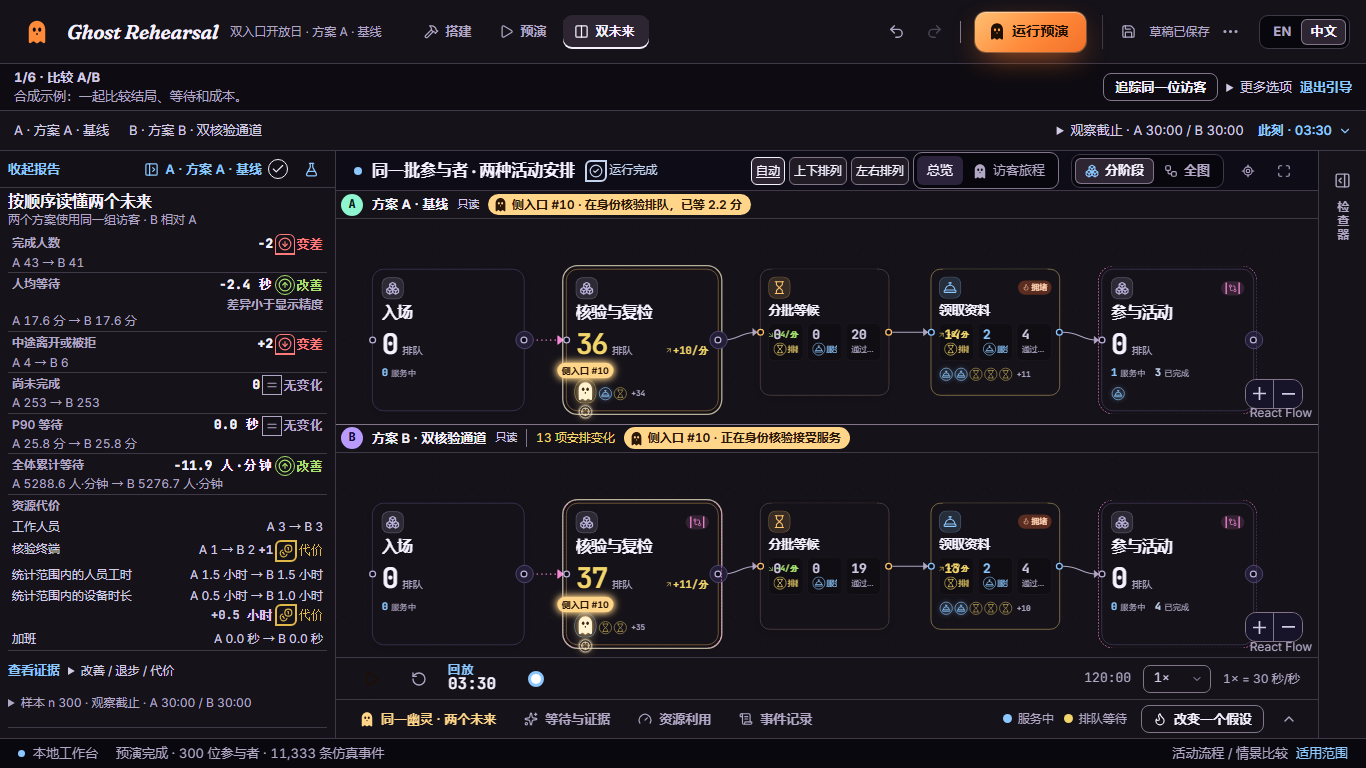 Ghost Rehearsal 双入口开放日 · 方案 A · 基线 搭建 预演 双未来 运行预演 草稿已保存 EN 中文
1/6 · 比较 A/B
合成示例：一起比较结局、等待和成本。
追踪同一位访客 更多选项 退出引导
A · 方案 A · 基线 B · 方案 B · 双核验通道 观察截止 · A 30:00 / B 30:00 此刻 · 03:30
收起报告 A · 方案 A · 基线
按顺序读懂两个未来
两个方案使用同一组访客 · B 相对 A
完成人数 -2 变差
A 43 → B 41
人均等待 -2.4 秒 改善
差异小于显示精度
A 17.6 分 → B 17.6 分
中途离开或被拒 +2 变差
A 4 → B 6
尚未完成 0 无变化
A 253 → B 253
P90 等待 0.0 秒 无变化
A 25.8 分 → B 25.8 分
全体累计等待 -11.9 人·分钟 改善
A 5288.6 人·分钟 → B 5276.7 人·分钟
资源代价
工作人员 A 3 → B 3
核验终端 A 1 → B 2 +1 代价
统计范围内的人员工时 A 1.5 小时 → B 1.5 小时
统计范围内的设备时长 A 0.5 小时 → B 1.0 小时
+0.5 小时 代价
加班 A 0.0 秒 → B 0.0 秒
查看证据 改善 / 退步 / 代价
样本 n 300 · 观察截止 · A 30:00 / B 30:00
同一批参与者 · 两种活动安排 运行完成 自动 上下排列 左右排列 总览 访客旅程 分阶段 全图
检查器
A 方案 A · 基线 只读 侧入口 #10 · 在身份核验排队，已等 2.2 分
入场
0 排队
0 服务中
核验与复检
36 排队 +10/分
侧入口 #10
+34
分批等候
0 20
通过...
领取资料 拥堵
2 4
通过...
+11
参与活动
0 排队
1 服务中 3 已完成
React Flow
B 方案 B · 双核验通道 只读 13 项安排变化 侧入口 #10 · 正在身份核验接受服务
入场
0 排队
0 服务中
核验与复检
37 排队 +11/分
侧入口 #10
+35
分批等候
0 19
通过...
领取资料 拥堵
2 4
通过...
+10
参与活动
0 排队
0 服务中 4 已完成
React Flow
回放
03:30
120:00 1× 1× = 30 秒/秒
同一幽灵 · 两个未来 等待与证据 资源利用 事件记录 服务中 排队等待 改变一个假设
本地工作台 预演完成 · 300 位参与者 · 11,333 条仿真事件 活动流程 / 情景比较 适用范围